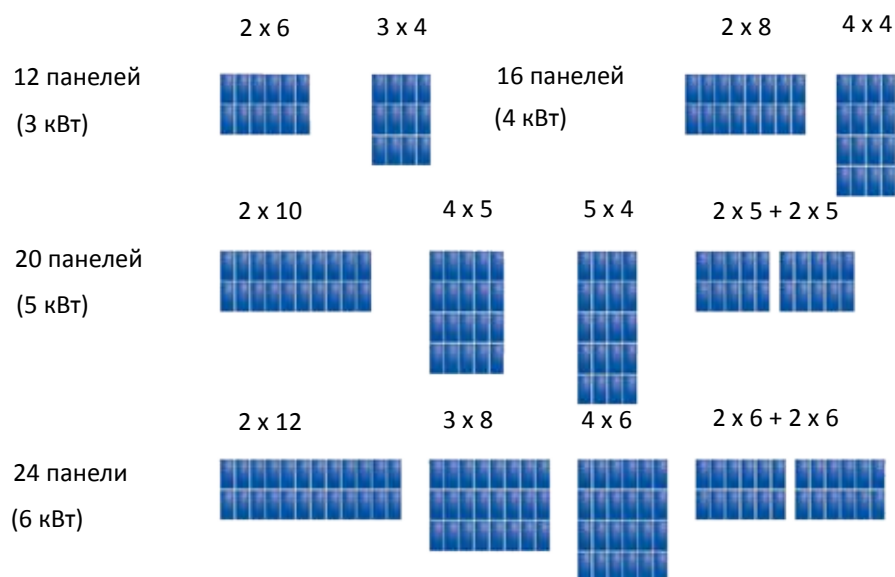 2 x 6
3 x 4
12 панелей
(3 кВт)
2 x 8
4 x 4
16 панелей
(4 кВт)
2 x 10
4 x 5
5 x 4
2 x 5 + 2 x 5
20 панелей
(5 кВт)
2 x 12
3 x 8
4 x 6
2 x 6 + 2 x 6
24 панели
(6 кВт)